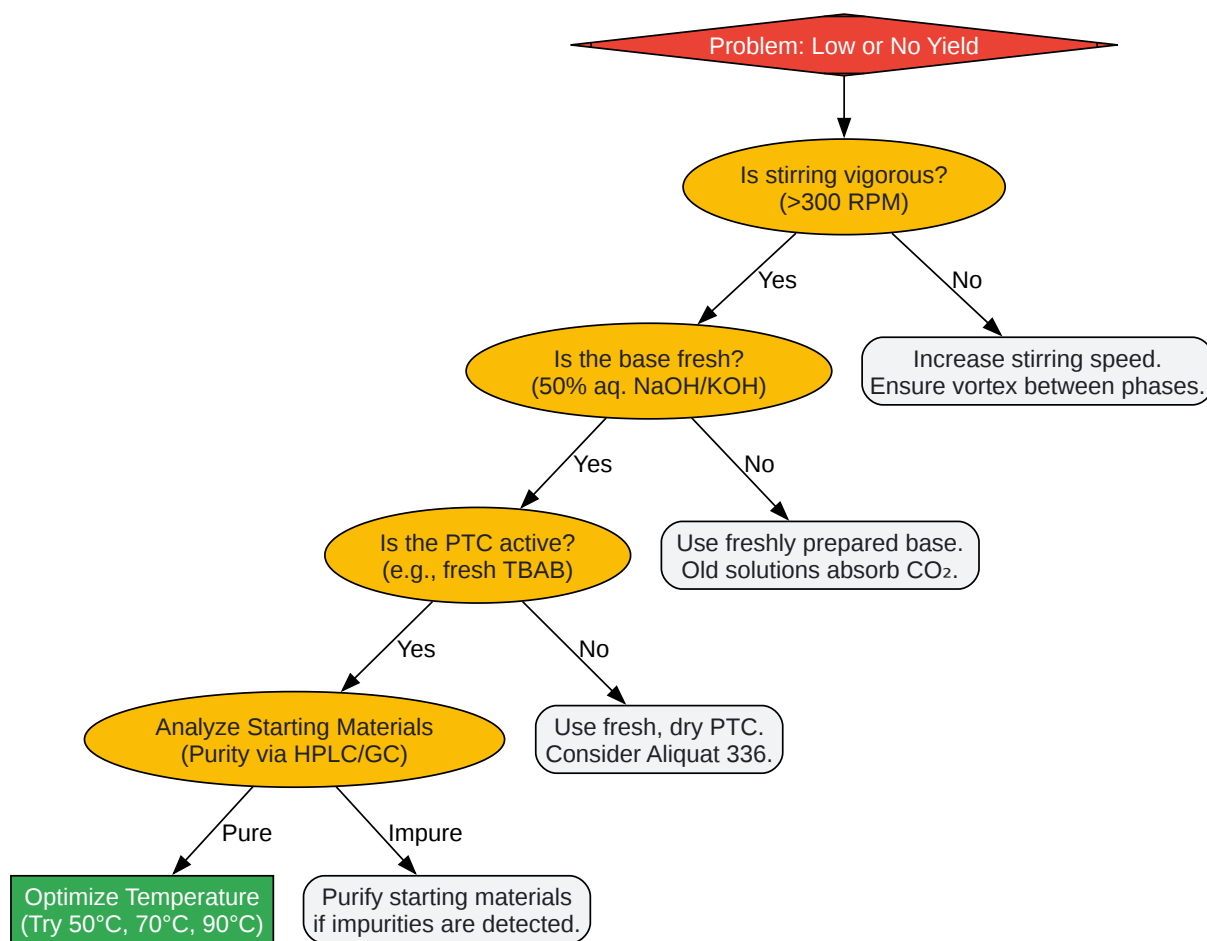 Problem: Low or No Yield
Is stirring vigorous?
(>300 RPM)
Yes
No
Is the base fresh?
(50% aq. NaOH/KOH)
Increase stirring speed.
Ensure vortex between phases.
Yes
No
Is the PTC active?
(e.g., fresh TBAB)
Use freshly prepared base.
Old solutions absorb CO₂.
Yes
No
Analyze Starting Materials
(Purity via HPLC/GC)
Use fresh, dry PTC.
Consider Aliquat 336.
Pure
Impure
Optimize Temperature
(Try 50°C, 70°C, 90°C)
Purify starting materials
if impurities are detected.